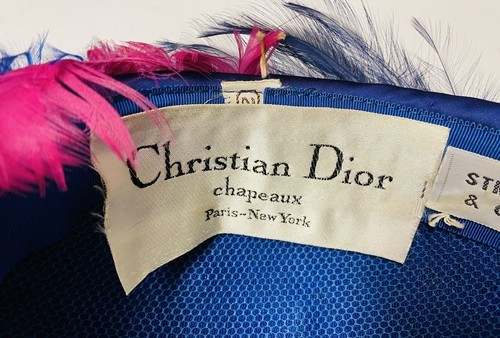 Christian Dior
chapeaux
Paris-New York
&